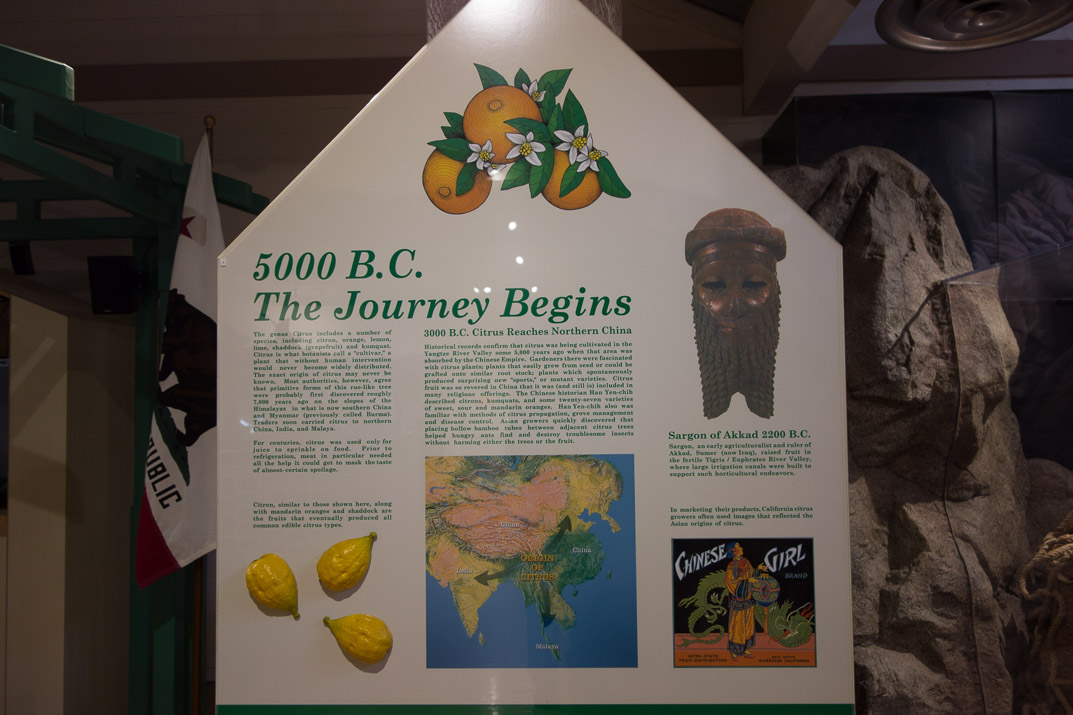 5000 B.C.
The Journey Begins
The genus Citrus includes a number of
species, including citron, orange, lemon,
lime, shaddock (grapefruit) and kumquat.
Citrus is what botanists call a "cultivar," a
plant that without human intervention
would never become widely distributed.
The exact origin of citrus may never be
known. Most authorities, however, agree
that primitive forms of this rue-like tree
were probably first discovered roughly
7,000 years ago on the slopes of the
Himalayas in what is now southern China
and Myanmar (previously called Burma).
Traders soon carried citrus to northern
China, India, and Malaya.
For centuries, citrus was used only for
juice to sprinkle on food. Prior to
refrigeration, meat in particular needed
all the help it could get to mask the taste
of almost-certain spoilage.
Citron, similar to those shown here, along
with mandarin oranges and shaddock are
the fruits that eventually produced all
common edible citrus types.
3000 B.C. Citrus Reaches Northern China
Historical records confirm that citrus was being cultivated in the
Yangtze River Valley some 5,000 years ago when that area was
absorbed by the Chinese Empire. Gardeners there were fascinated
with citrus plants; plants that easily grew from seed or could be
grafted onto similar root stock; plants which spontaneously
produced surprising new "sports," or mutant varieties. Citrus
fruit was so revered in China that it was (and still is) included in
many religious offerings. The Chinese historian Han Yen-chih
described citrons, kumquats, and some twenty-seven varieties
of sweet, sour and mandarin oranges. Han Yen-chih also was
familiar with methods of citrus propagation, grove management
and disease control. Asian growers quickly discovered that
placing hollow bamboo tubes between adjacent citrus trees
helped hungry ants find and destroy troublesome insects
without harming either the trees or the fruit.
China
China
India
ORIGIN
OF
CITRUS
Malaya
Sargon of Akkad 2200 B.C.
Sargon, an early agriculturalist and ruler of
Akkad, Sumer (now Iraq), raised fruit in
the fertile Tigris / Euphrates River Valley,
where large irrigation canals were built to
support such horticultural endeavors.
In marketing their products, California citrus
growers often used images that reflected the
Asian origins of citrus.
CHINESE GIRL
BRAND
PUBLIC